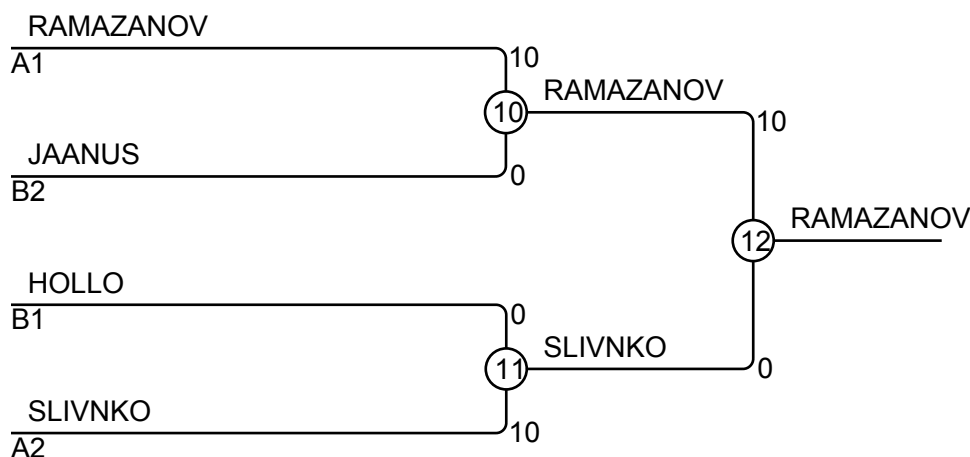 RAMAZANOV
A1
10
10
RAMAZANOV
10
JAANUS
B2
0
12
RAMAZANOV
HOLLO
B1
0
11
SLIVNKO
0
SLIVNKO
A2
10